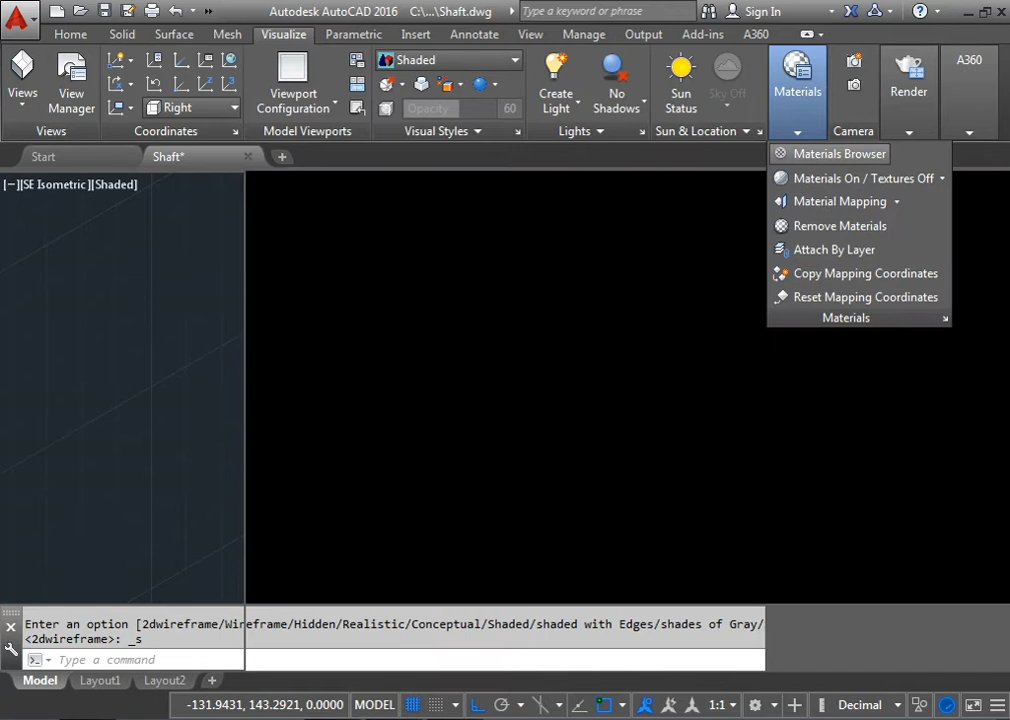 Autodesk AutoCAD 2016 C:\...\Shaft.dwg Type a keyword or phrase Sign In
Home Solid Surface Mesh Visualize Parametric Insert Annotate View Manage Output Add-ins A360
Shaded
Views
View
Manager
Right
Viewport
Configuration
Opacity 60
Create
Light
No
Shadows
Sun
Status
Sky Off
Materials
Render
A360
Views Coordinates Model Viewports Visual Styles Lights Sun & Location Camera
Start Shaft*
Materials Browser
Materials On / Textures Off
Material Mapping
Remove Materials
Attach By Layer
Copy Mapping Coordinates
Reset Mapping Coordinates
Materials
[−][SE Isometric][Shaded]
Enter an option [2dwireframe/Wireframe/Hidden/Realistic/Conceptual/Shaded/shaded with Edges/shades of Gray/
<2dwireframe>: _s
Type a command
Model Layout1 Layout2
-131.9431, 143.2921, 0.0000 MODEL 1:1 Decimal